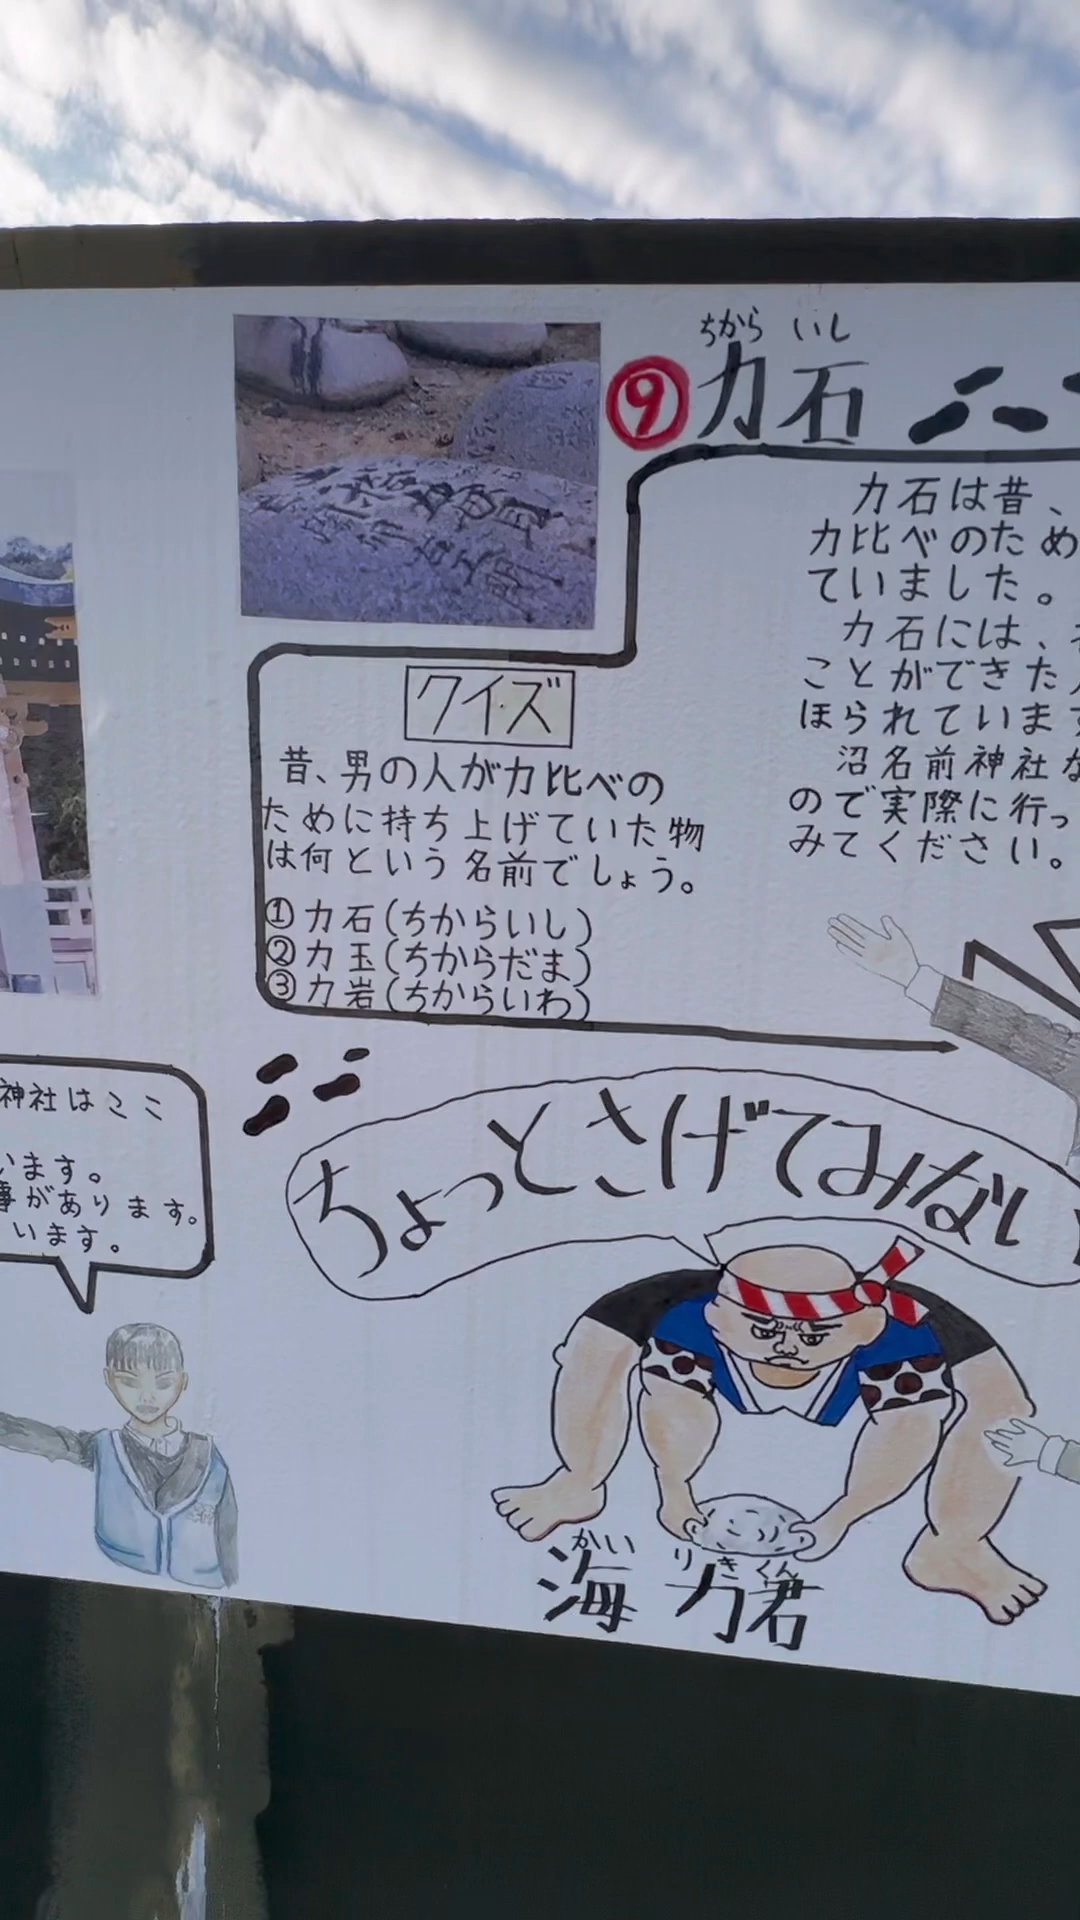 ちから いし
⑨ 力石
力石は昔、
力比べのため
ていました。
力石には、
ことができた
ほられています
沼名前神社な
ので実際に行っ
みてください。
クイズ
昔、男の人が力比べの
ために持ち上げていた物
は何という名前でしょう。
① 力石(ちからいし)
② 力玉(ちからだま)
③ 力岩(ちからいわ)
神社はここ
います。
事があります。
います。
ちょっとさげてみない
かい りき くん
海力君